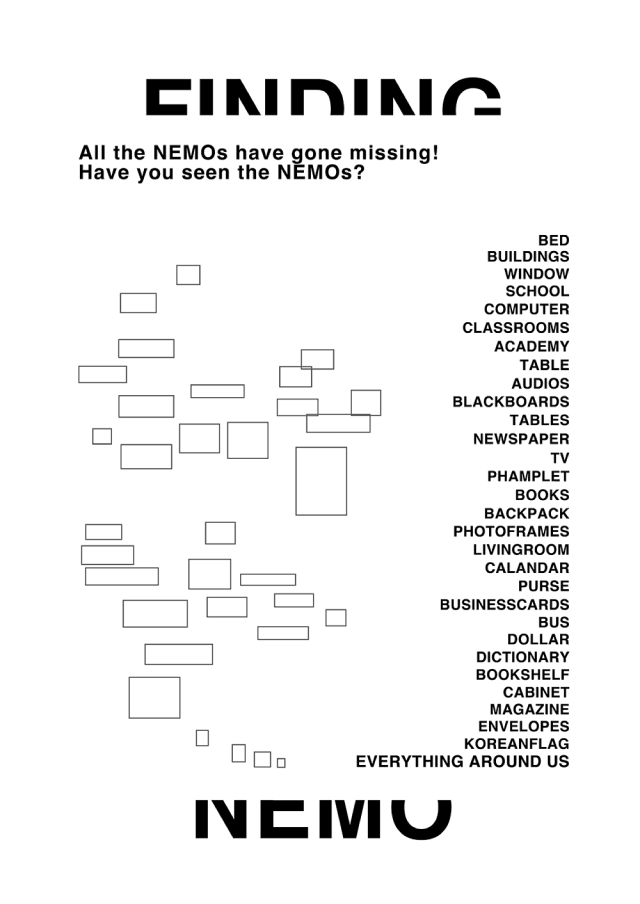 FINDING
All the NEMOs have gone missing!
Have you seen the NEMOs?
BED
BUILDINGS
WINDOW
SCHOOL
COMPUTER
CLASSROOMS
ACADEMY
TABLE
AUDIOS
BLACKBOARDS
TABLES
NEWSPAPER
TV
PHAMPLET
BOOKS
BACKPACK
PHOTOFRAMES
LIVINGROOM
CALANDAR
PURSE
BUSINESSCARDS
BUS
DOLLAR
DICTIONARY
BOOKSHELF
CABINET
MAGAZINE
ENVELOPES
KOREANFLAG
EVERYTHING AROUND US
NEMO